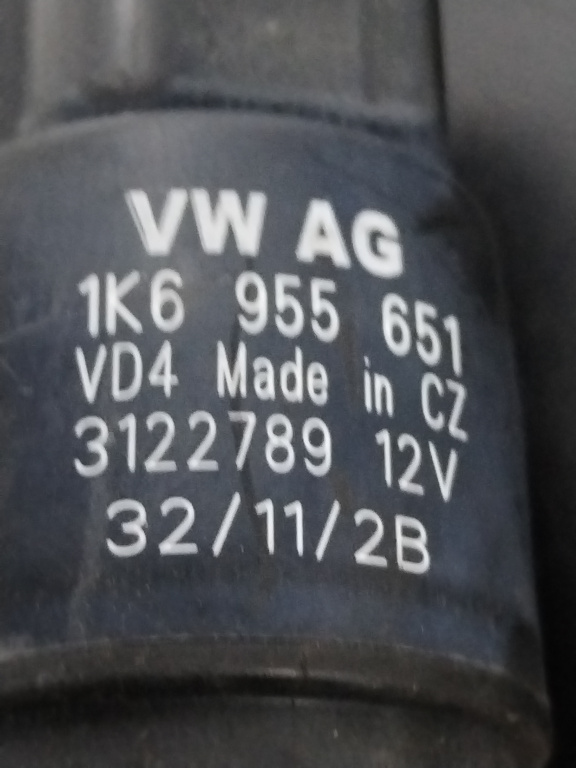 VW AG
1K6 955 651
VD4 Made in CZ
3122789 12V
32/11/2B